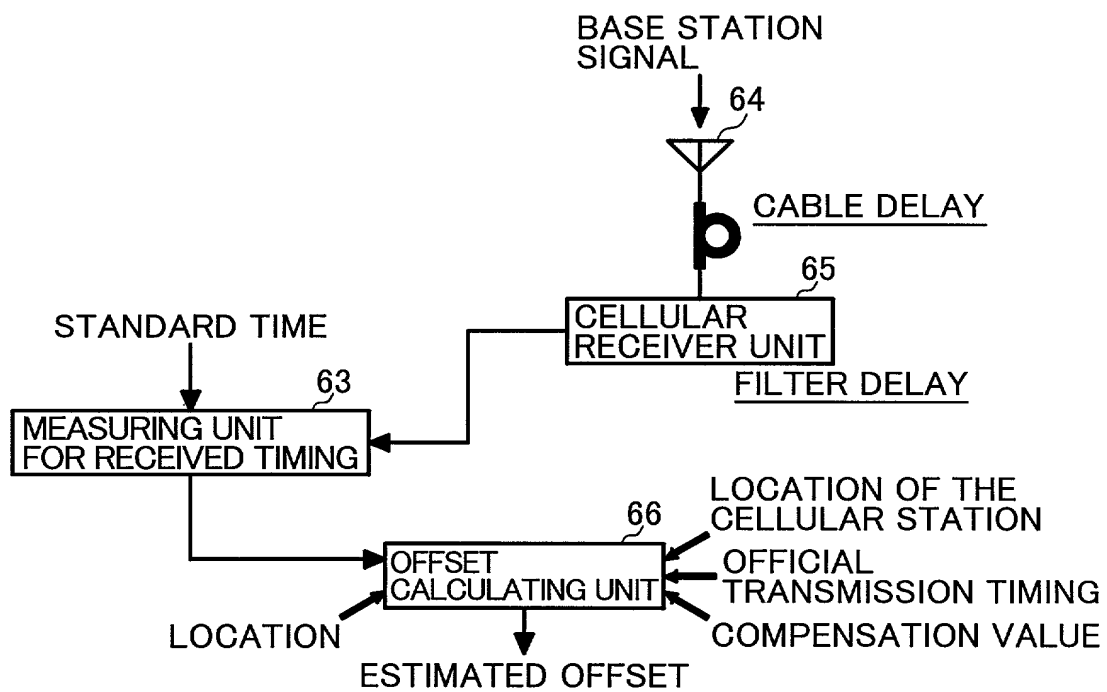 BASE STATION
SIGNAL
64
CABLE DELAY
65
CELLULAR
RECEIVER UNIT
FILTER DELAY
STANDARD TIME
63
MEASURING UNIT
FOR RECEIVED TIMING
66
OFFSET
CALCULATING UNIT
LOCATION OF THE
CELLULAR STATION
OFFICIAL
TRANSMISSION TIMING
COMPENSATION VALUE
LOCATION
ESTIMATED OFFSET